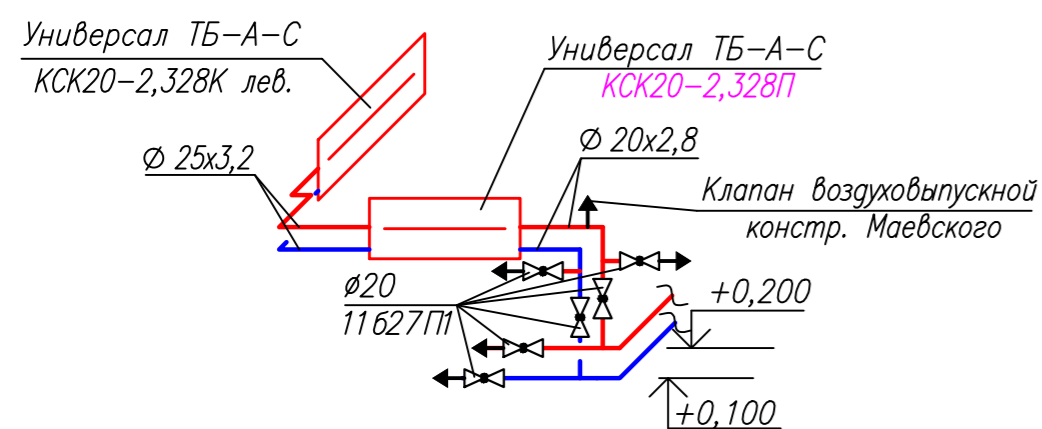 Универсал ТБ-А-С
КСК20-2,328К лев.
Универсал ТБ-А-С
КСК20-2,328П
Ø 25х3,2
Ø 20х2,8
Клапан воздуховыпускной
констр. Маевского
ø20
11б27П1
+0,200
+0,100